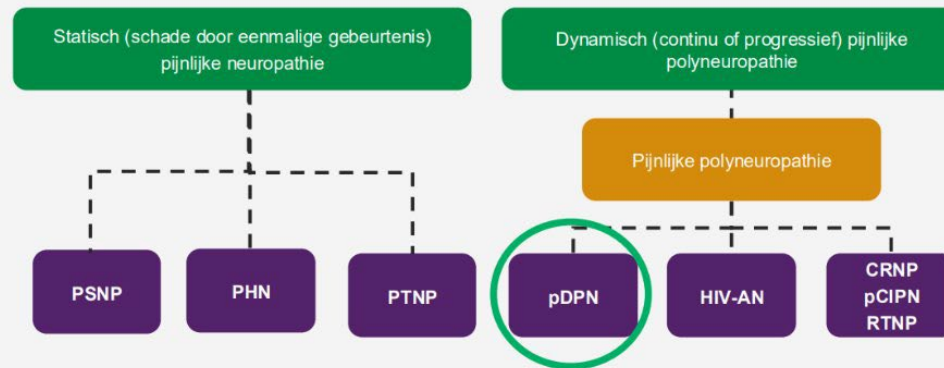 Statisch (schade door eenmalige gebeurtenis)
pijnlijke neuropathie
Dynamisch (continu of progressief) pijnlijke
polyneuropathie
Pijnlijke polyneuropathie
PSNP
PHN
PTNP
pDPN
HIV-AN
CRNP
pCIPN
RTNP